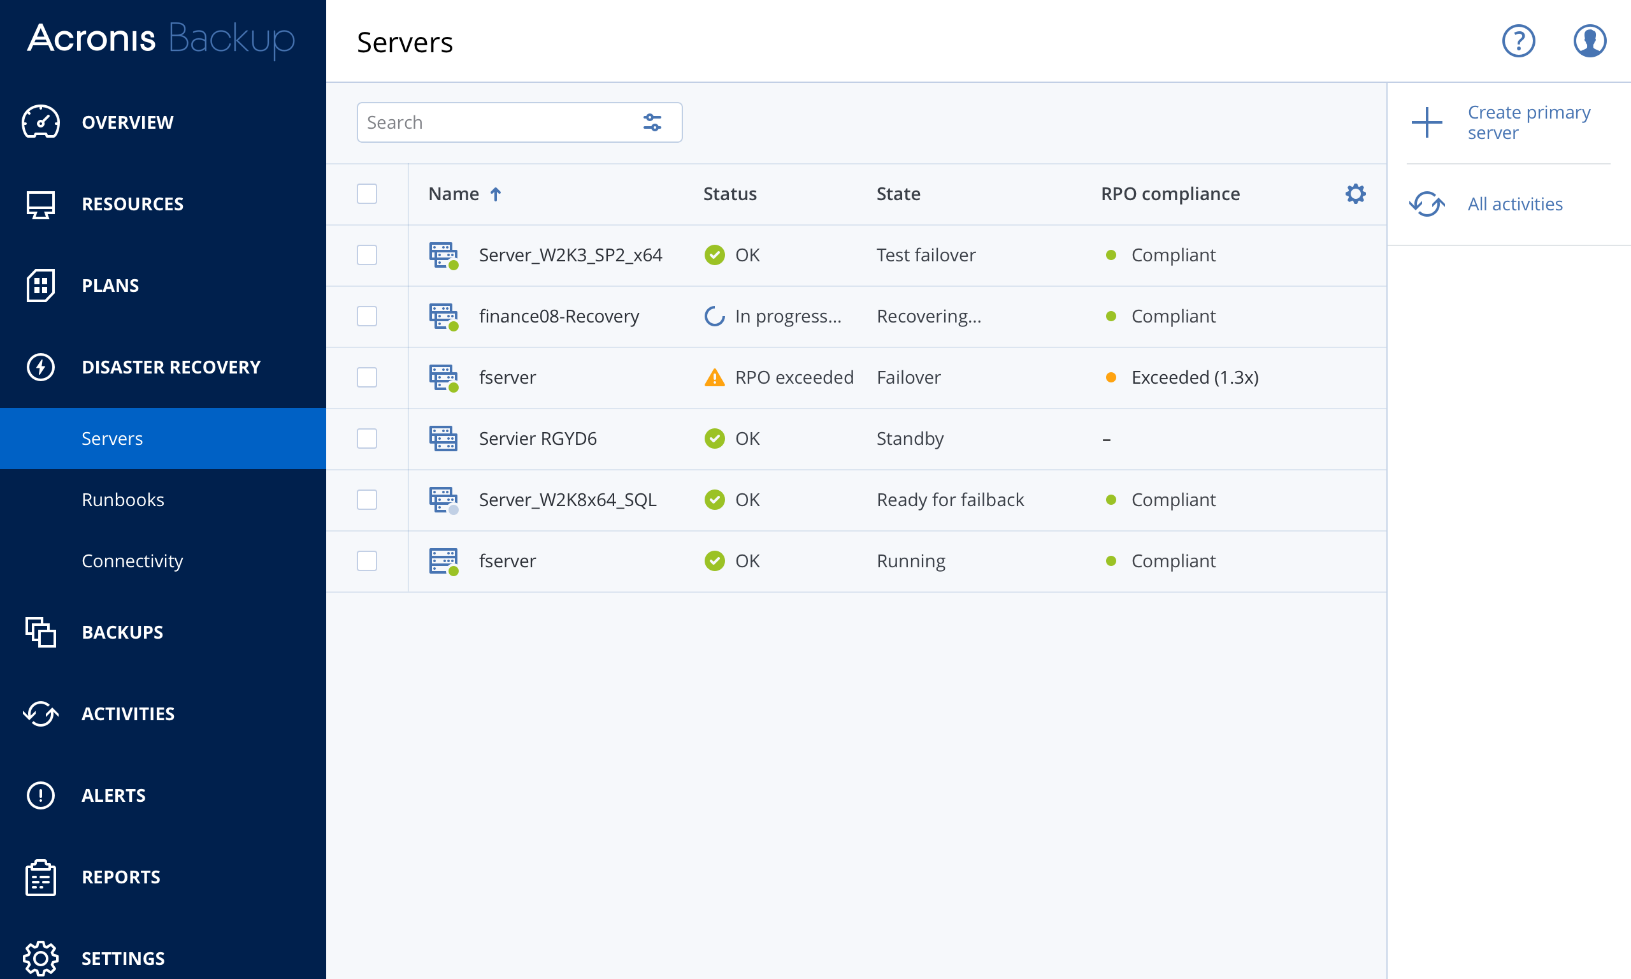 Acronis Backup
Servers
OVERVIEW
RESOURCES
PLANS
DISASTER RECOVERY
Servers
Runbooks
Connectivity
BACKUPS
ACTIVITIES
ALERTS
REPORTS
SETTINGS
Search
Name Status State RPO compliance
Server_W2K3_SP2_x64 OK Test failover Compliant
finance08-Recovery In progress... Recovering... Compliant
fserver RPO exceeded Failover Exceeded (1.3x)
Servier RGYD6 OK Standby –
Server_W2K8x64_SQL OK Ready for failback Compliant
fserver OK Running Compliant
Create primary
server
All activities